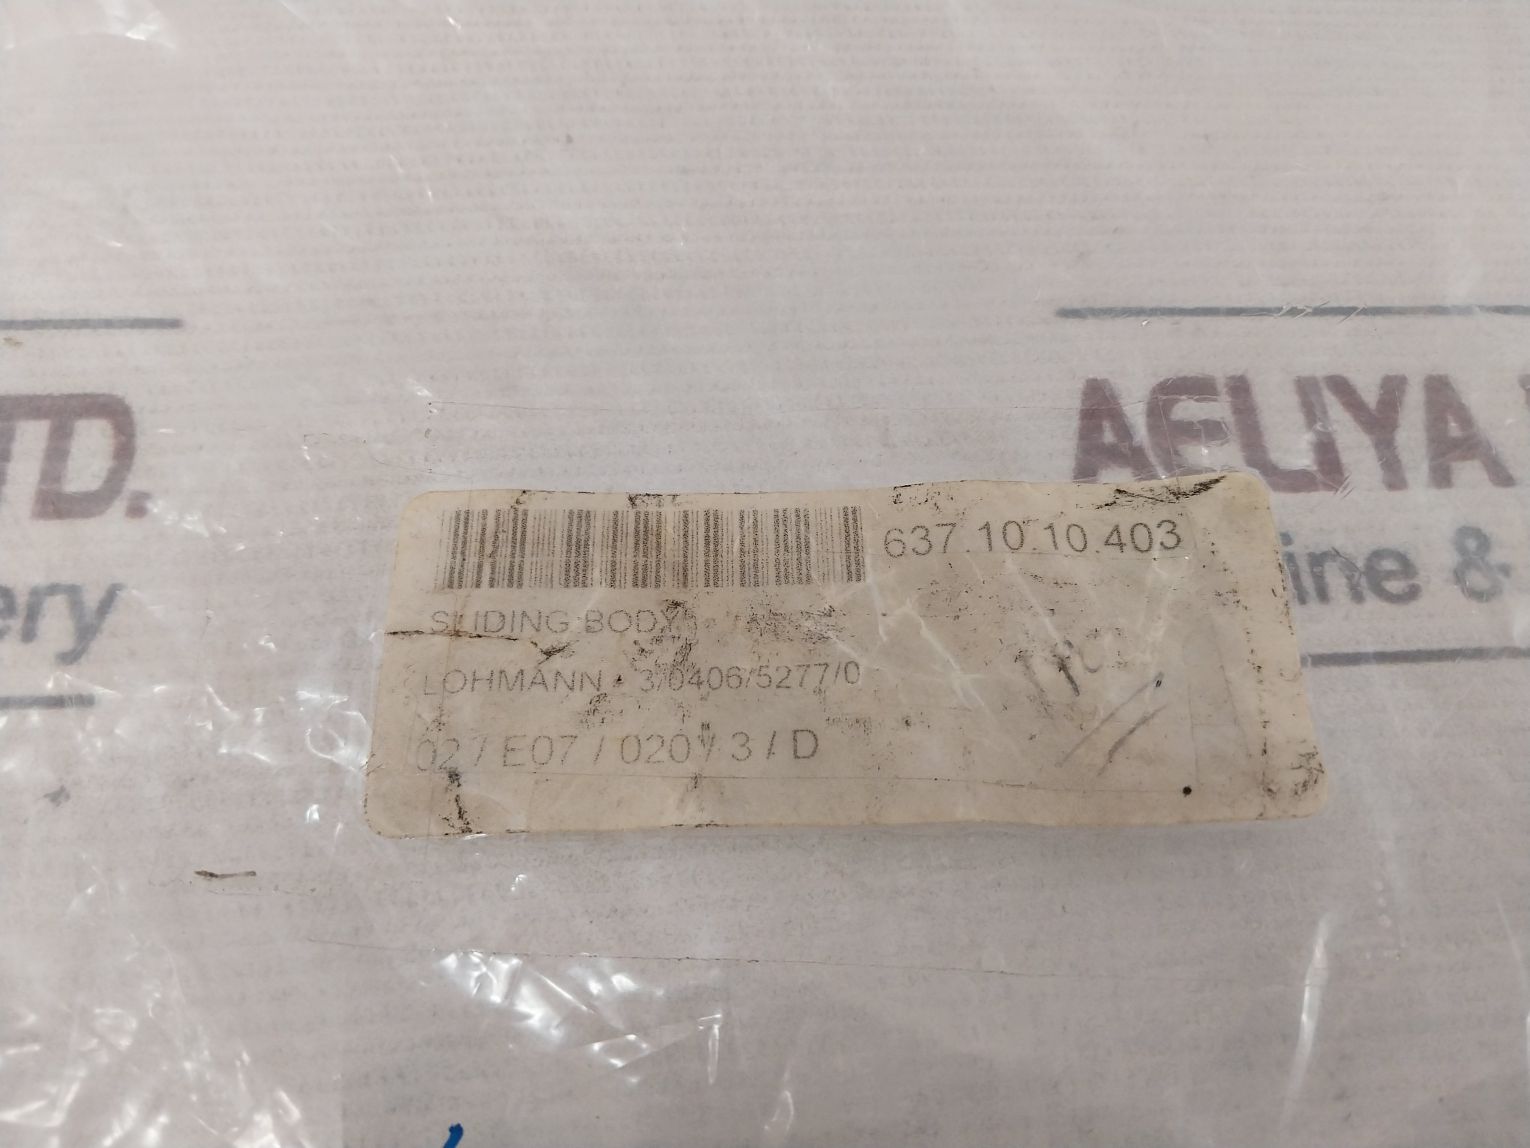 TD.
AELIYA
ery
ine &
637.10.10.403
SLIDING BODY
LOHMANN - 3/0406/5277/0
02 / E07 / 020 / 3 / D